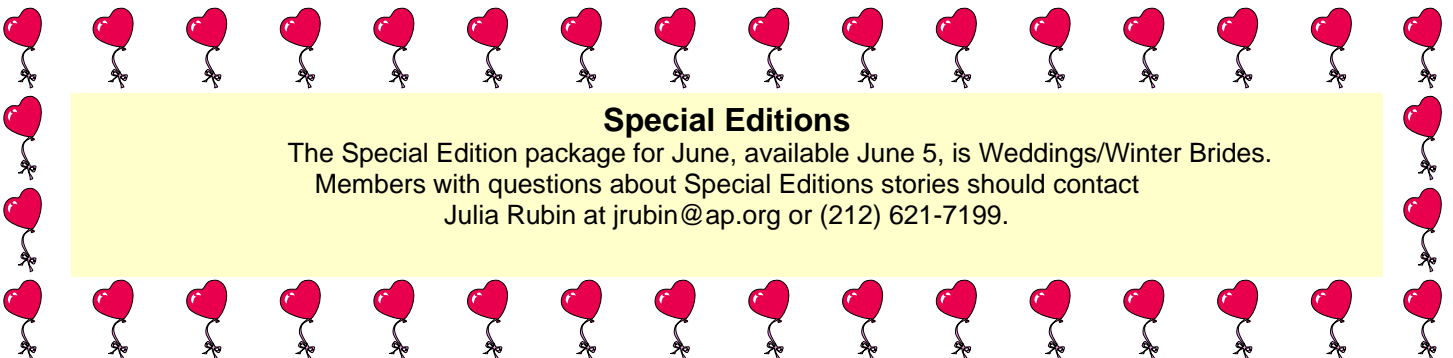 Special Editions
The Special Edition package for June, available June 5, is Weddings/Winter Brides.
Members with questions about Special Editions stories should contact
Julia Rubin at jrubin@ap.org or (212) 621-7199.